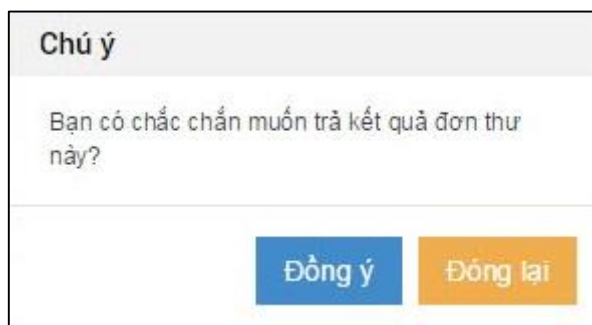 Chú ý
Bạn có chắc chắn muốn trả kết quả đơn thư
này?
Đồng ý
Đóng lại